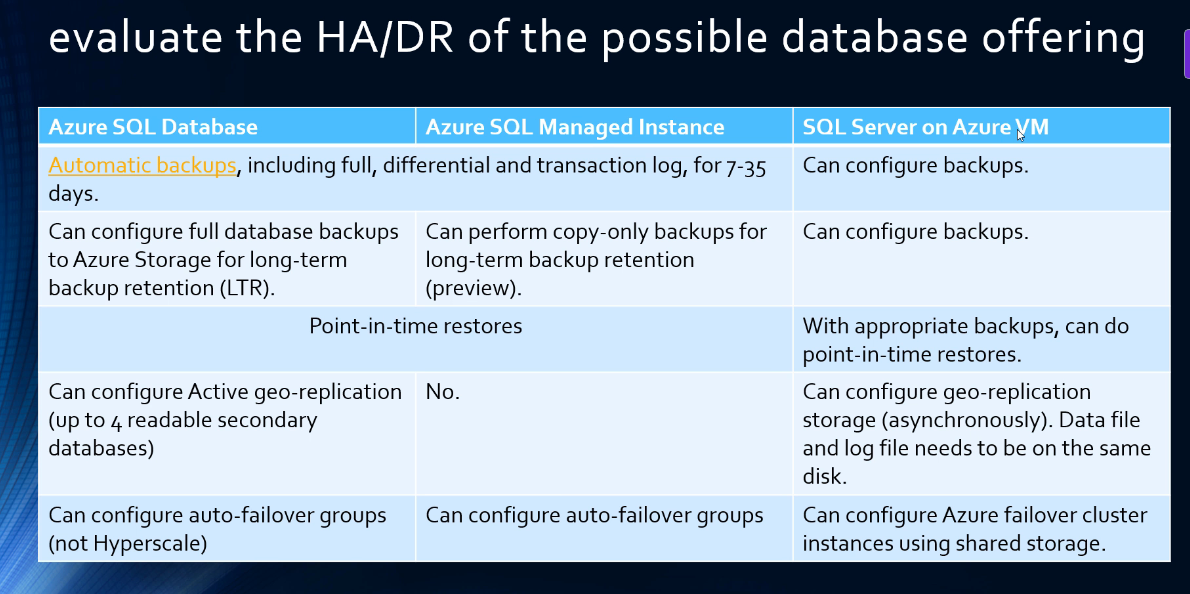 evaluate the HA/DR of the possible database offering
Azure SQL Database
Azure SQL Managed Instance
SQL Server on Azure VM
Automatic backups, including full, differential and transaction log, for 7-35
days.
Can configure backups.
Can configure full database backups
to Azure Storage for long-term
backup retention (LTR).
Can perform copy-only backups for
long-term backup retention
(preview).
Can configure backups.
Point-in-time restores
With appropriate backups, can do
point-in-time restores.
Can configure Active geo-replication
(up to 4 readable secondary
databases)
No.
Can configure geo-replication
storage (asynchronously). Data file
and log file needs to be on the same
disk.
Can configure auto-failover groups
(not Hyperscale)
Can configure auto-failover groups
Can configure Azure failover cluster
instances using shared storage.